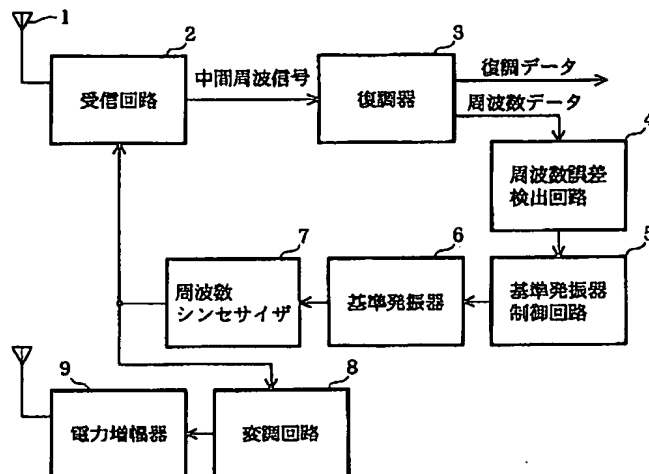 1
2
受信回路
中間周波信号
3
復調器
復調データ
周波数データ
4
周波数誤差
検出回路
5
基準発振器
制御回路
6
基準発振器
7
周波数
シンセサイザ
8
変調回路
9
電力増幅器